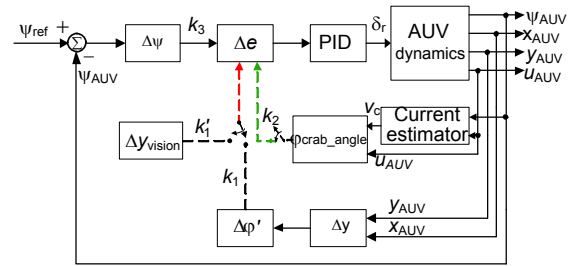 ψref + Σ − ψAUV
Δψ
k3
Δe
PID
δr
AUV dynamics
ψAUV
xAUV
yAUV
uAUV
k2
vc
Current estimator
φcrab_angle
uAUV
Δyvision
k′1
k1
Δφ'
Δy
yAUV
xAUV